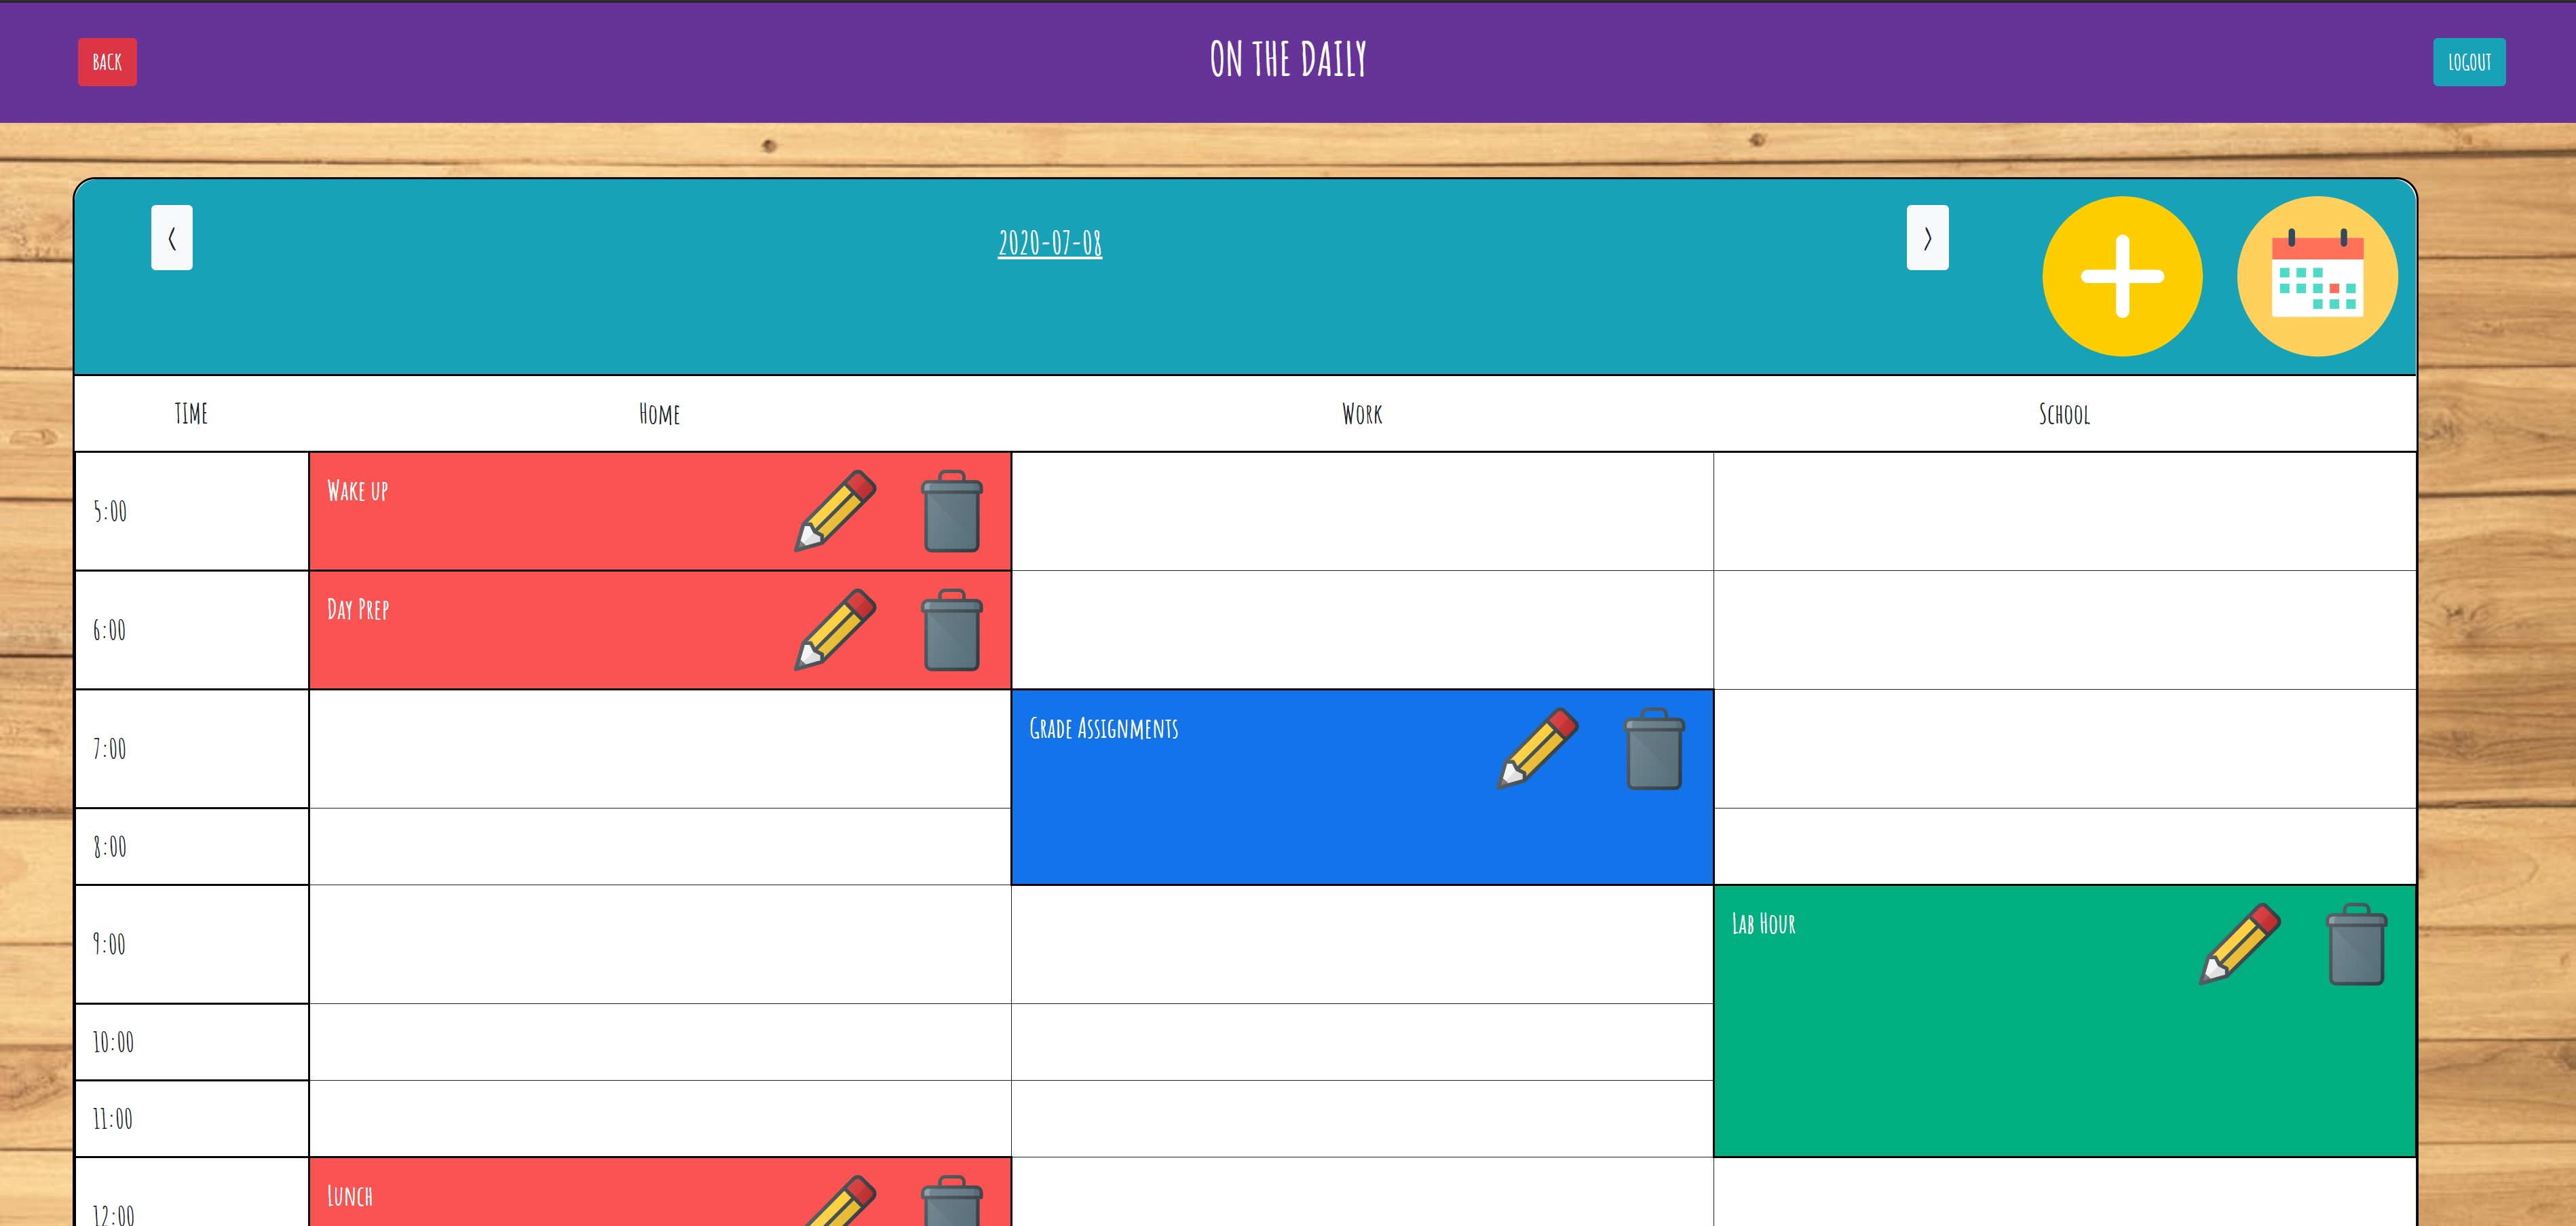 BACK
ON THE DAILY
LOGOUT
<
2020-07-08
>
TIME Home Work School
5:00 Wake up
6:00 Day Prep
7:00 Grade Assignments
8:00
9:00 Lab Hour
10:00
11:00
12:00 Lunch